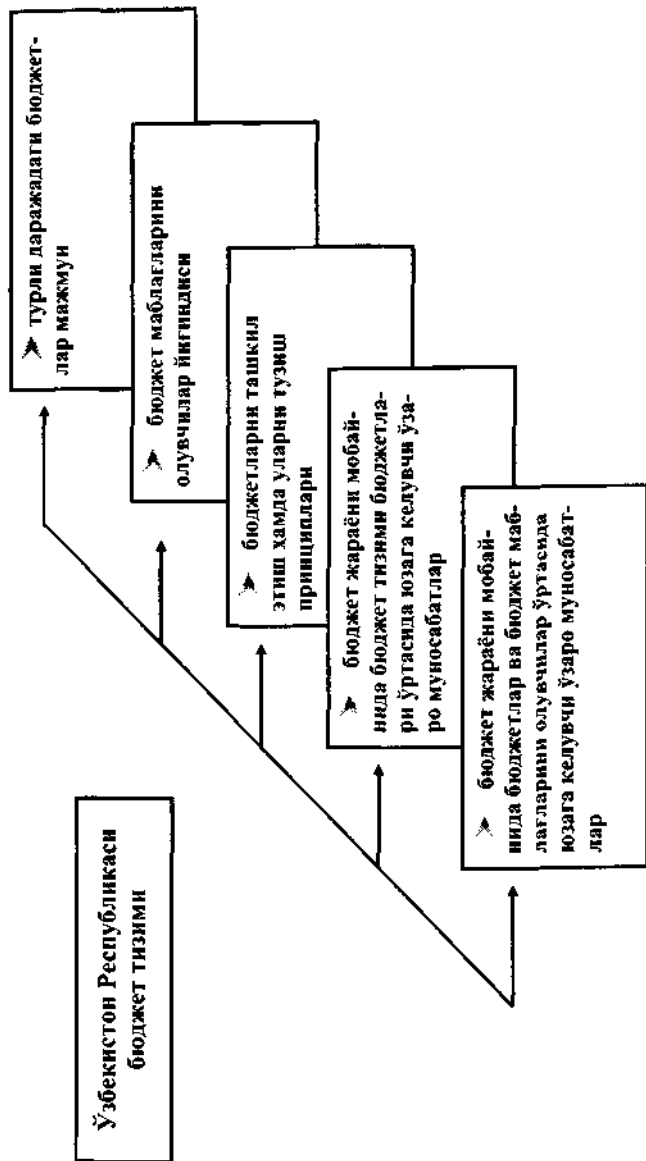 Ўзбекистон Республикаси
бюджет тизими
➤ турли даражадаги бюджет-
лар мажмуи
➤ бюджет маблағларини
олувчилар йиғиндиси
➤ бюджетларни ташкил
этиш ҳамда уларни тузиш
принциплари
➤ бюджет жараёни мобай-
нида бюджет тизими бюджетла-
ри ўртасида юзага келувчи ўза-
ро муносабатлар
➤ бюджет жараёни мобай-
нида бюджетлар ва бюджет маб-
лағларини олувчилар ўртасида
юзага келувчи ўзаро муносабат-
лар